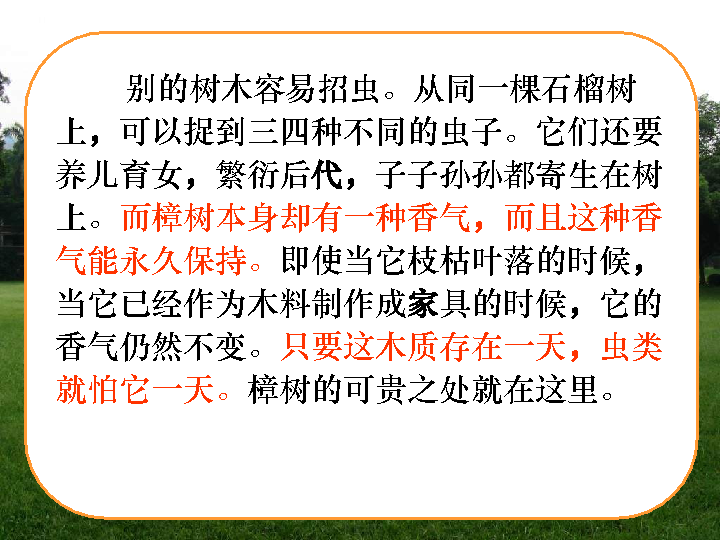 别的树木容易招虫。从同一棵石榴树
上，可以捉到三四种不同的虫子。它们还要
养儿育女，繁衍后代，子子孙孙都寄生在树
上。而樟树本身却有一种香气，而且这种香
气能永久保持。即使当它枝枯叶落的时候，
当它已经作为木料制作成家具的时候，它的
香气仍然不变。只要这木质存在一天，虫类
就怕它一天。樟树的可贵之处就在这里。